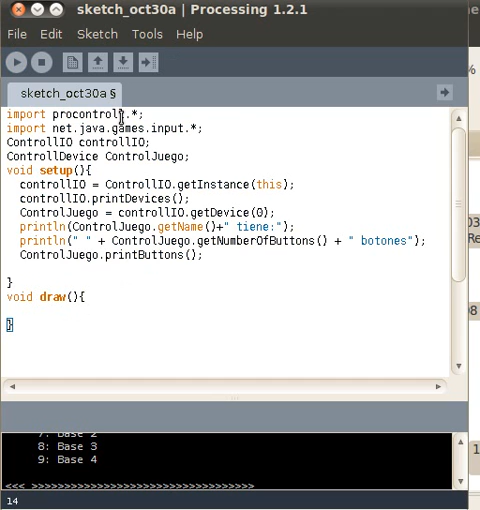 sketch_oct30a | Processing 1.2.1
File Edit Sketch Tools Help
sketch_oct30a §
import procontroll.*;
import net.java.games.input.*;
ControllIO controllIO;
ControllDevice ControlJuego;
void setup(){
controllIO = ControllIO.getInstance(this);
controllIO.printDevices();
ControlJuego = controllIO.getDevice(0);
println(ControlJuego.getName()+" tiene:");
println(" " + ControlJuego.getNumberOfButtons() + " botones");
ControlJuego.printButtons();
}
void draw(){
}
7: Base 2
8: Base 3
9: Base 4
<<< >>>>>>>>>>>>>>>>>>>>>>>>>>>>>>>>>>
14